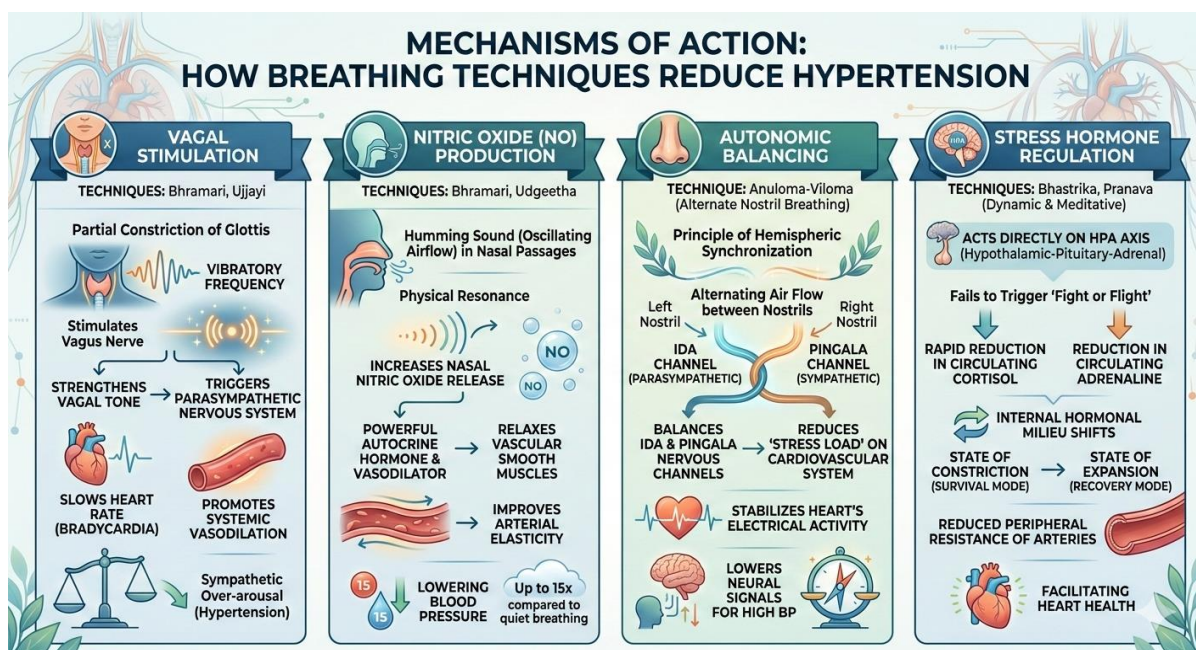 MECHANISMS OF ACTION:
HOW BREATHING TECHNIQUES REDUCE HYPERTENSION
X
VAGAL
STIMULATION
TECHNIQUES: Bhramari, Ujjayi
Partial Constriction of Glottis
VIBRATORY
FREQUENCY
Stimulates
Vagus Nerve
STRENGTHENS
VAGAL TONE
TRIGGERS
PARASYMPATHETIC
NERVOUS SYSTEM
SLOWS HEART
RATE
(BRADYCARDIA)
PROMOTES
SYSTEMIC
VASODILATION
Sympathetic
Over-arousal
(Hypertension)
NITRIC OXIDE (NO)
PRODUCTION
TECHNIQUES: Bhramari, Udgeetha
Humming Sound (Oscillating
Airflow) in Nasal Passages
Physical Resonance
NO
NO
INCREASES NASAL
NITRIC OXIDE RELEASE
POWERFUL
AUTOCRINE
HORMONE &
VASODILATOR
RELAXES
VASCULAR
SMOOTH
MUSCLES
IMPROVES
ARTERIAL
ELASTICITY
15
15
LOWERING
BLOOD
PRESSURE
Up to 15x
compared to
quiet breathing
AUTONOMIC
BALANCING
TECHNIQUE: Anuloma-Viloma
(Alternate Nostril Breathing)
Principle of Hemispheric
Synchronization
Alternating Air Flow
between Nostrils
Left
Nostril
Right
Nostril
IDA
CHANNEL
(PARASYMPATHETIC)
PINGALA
CHANNEL
(SYMPATHETIC)
BALANCES
IDA & PINGALA
NERVOUS
CHANNELS
REDUCES
'STRESS LOAD' ON
CARDIOVASCULAR
SYSTEM
STABILIZES HEART'S
ELECTRICAL ACTIVITY
LOWERS
NEURAL
SIGNALS
FOR HIGH BP
STRESS HORMONE
REGULATION
TECHNIQUES: Bhastrika, Pranava
(Dynamic & Meditative)
ACTS DIRECTLY ON HPA AXIS
(Hypothalamic-Pituitary-Adrenal)
Fails to Trigger 'Fight or Flight'
RAPID REDUCTION
IN CIRCULATING
CORTISOL
REDUCTION IN
CIRCULATING
ADRENALINE
INTERNAL HORMONAL
MILIEU SHIFTS
STATE OF
CONSTRICTION
(SURVIVAL MODE)
STATE OF
EXPANSION
(RECOVERY MODE)
REDUCED PERIPHERAL
RESISTANCE OF ARTERIES
FACILITATING
HEART HEALTH